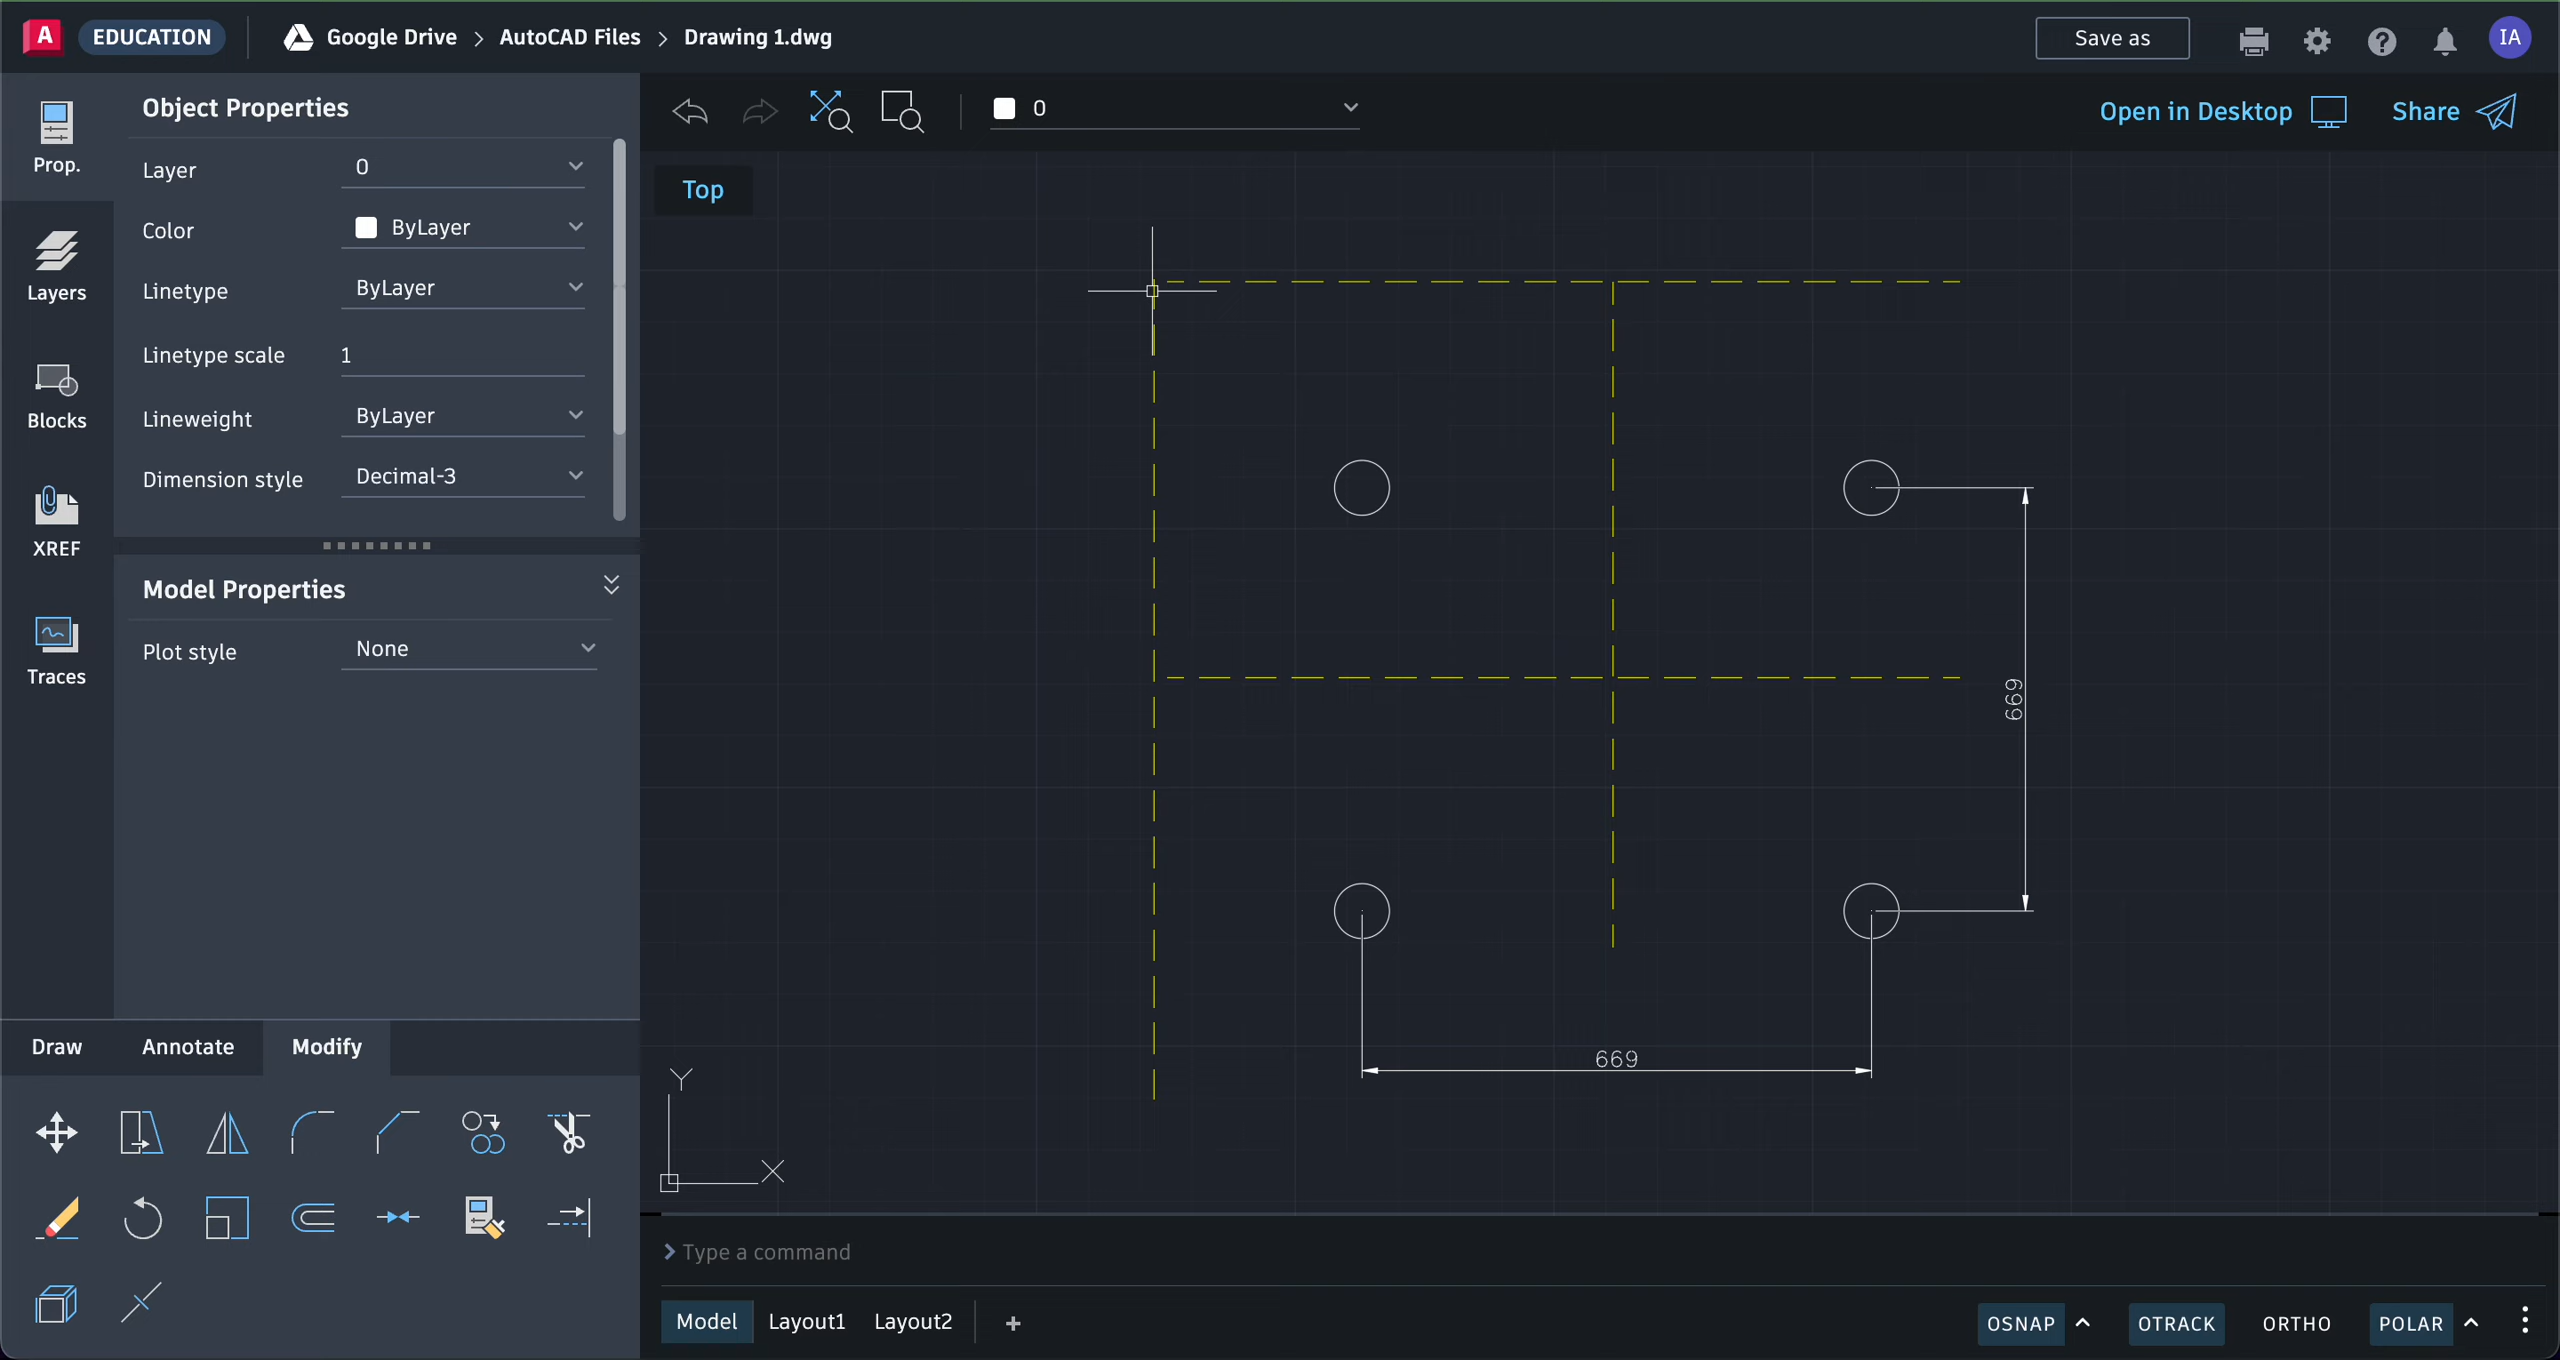 A EDUCATION Google Drive > AutoCAD Files > Drawing 1.dwg Save as IA
Prop.
Layers
Blocks
XREF
Traces
Object Properties
Layer 0
Color ByLayer
Linetype ByLayer
Linetype scale 1
Lineweight ByLayer
Dimension style Decimal-3
Model Properties
Plot style None
Draw Annotate Modify
0 Open in Desktop Share
Top
669
669
Y
X
> Type a command
Model Layout1 Layout2 +
OSNAP OTRACK ORTHO POLAR